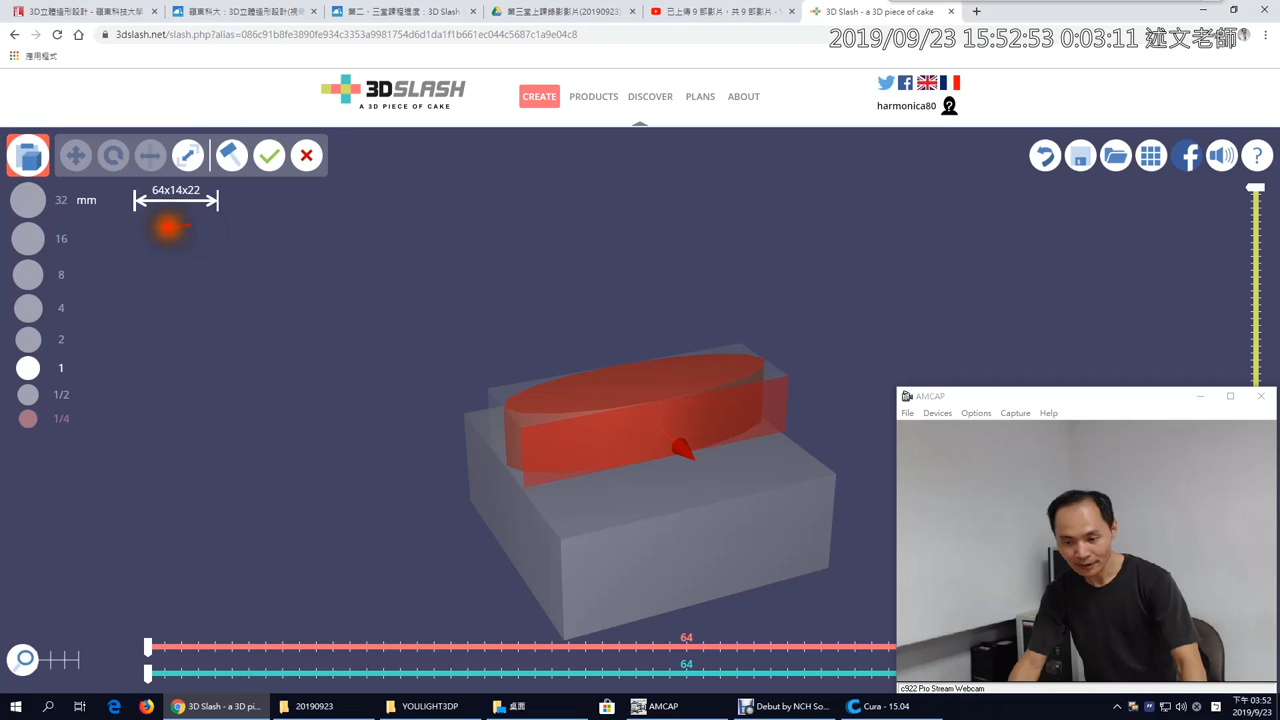 3D立體造形設計 - 嶺東科技大學
嶺東科大：3D立體造形設計(視傳
第二、三堂課程進度：3D Slash
第三堂上課錄影影片(20190923)
已上傳 9 部影片，共 9 部影片 - Y
3D Slash - a 3D piece of cake
3dslash.net/slash.php?alias=086c91b8fe3890fe934c3353a9981754d6d1da1f1b661ec044c5687c1a9e04c8
2019/09/23 15:52:53 0:03:11 述文老師
應用程式
3DSLASH
A 3D PIECE OF CAKE
CREATE
PRODUCTS
DISCOVER
PLANS
ABOUT
harmonica80
64x14x22
32 mm
16
8
4
2
1
1/2
1/4
64
64
AMCAP
File Devices Options Capture Help
c922 Pro Stream Webcam
3D Slash - a 3D pi...
20190923
YOULIGHT3DP
桌面
AMCAP
Debut by NCH So...
Cura - 15.04
下午 03:52
2019/9/23